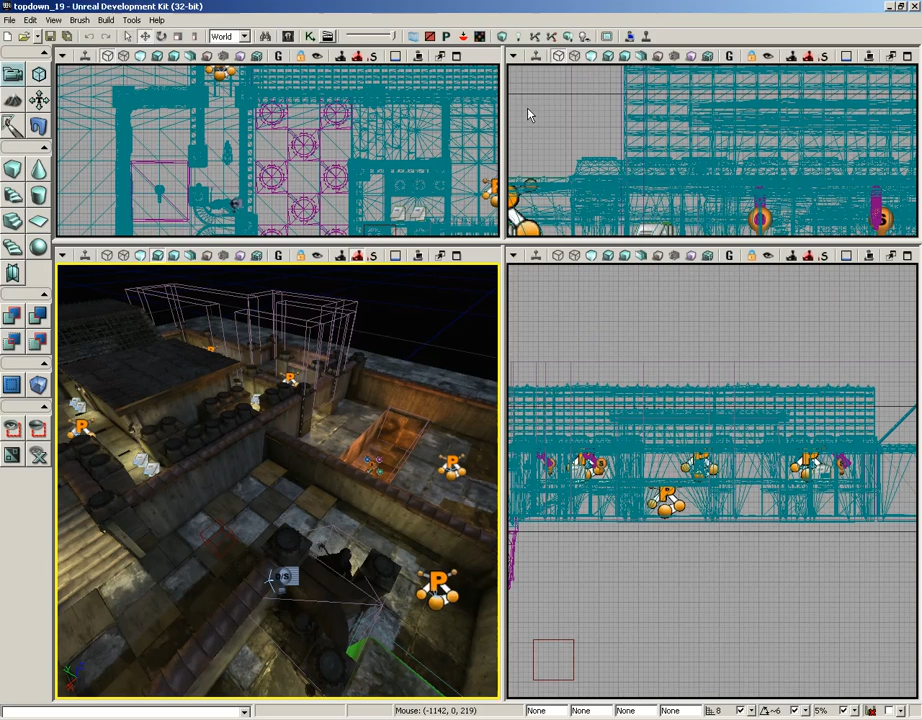 topdown_19 - Unreal Development Kit (32-bit)
File Edit View Brush Build Tools Help
World K P
G S
G S
P
P S
G S
G S
P
P
P
D/S
P
Mouse: (-1142, 0, 219) None None None None 8 ~6 5%